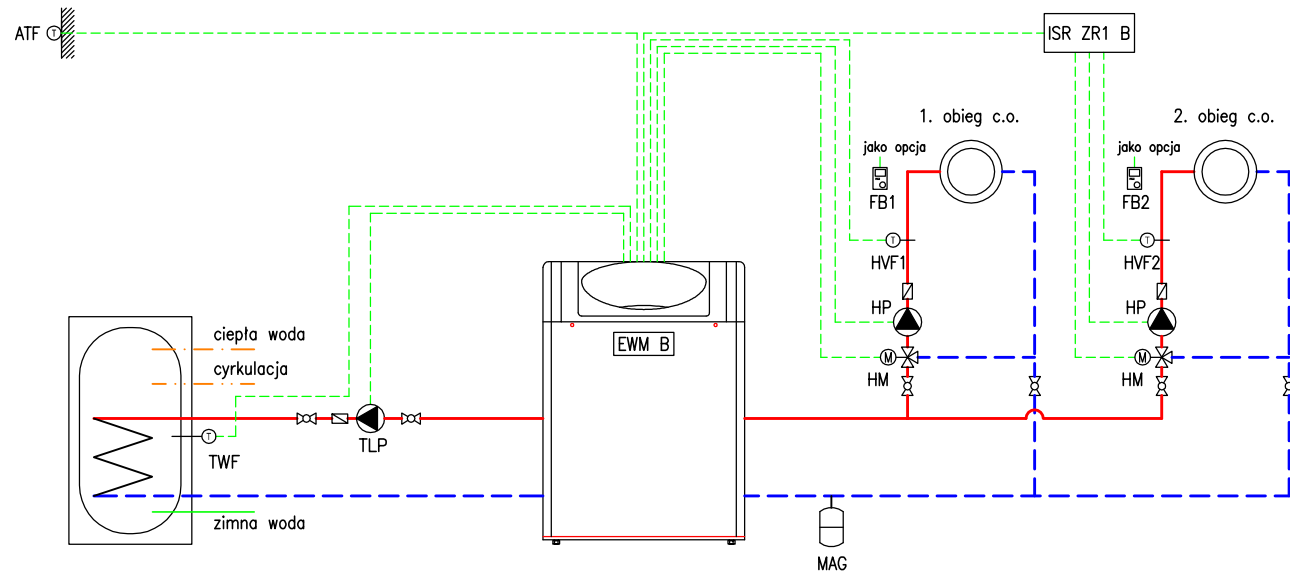 ATF
T
ISR ZR1 B
1. obieg c.o.
2. obieg c.o.
jako opcja
jako opcja
FB1
FB2
T
T
HVF1
HVF2
HP
HP
EWM B
M
M
HM
HM
ciepła woda
cyrkulacja
T
TWF
TLP
zimna woda
MAG